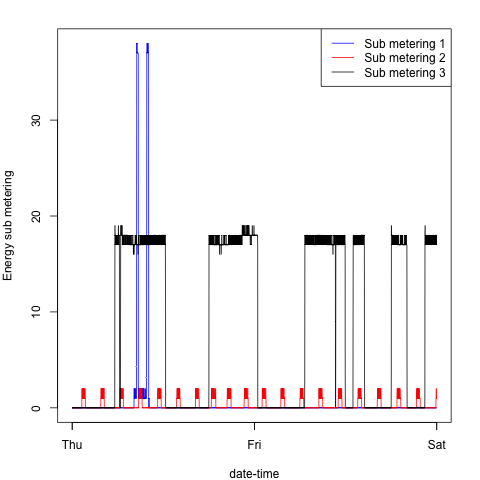 Sub metering 1
Sub metering 2
Sub metering 3
Energy sub metering
30
20
10
0
Thu Fri Sat
date-time